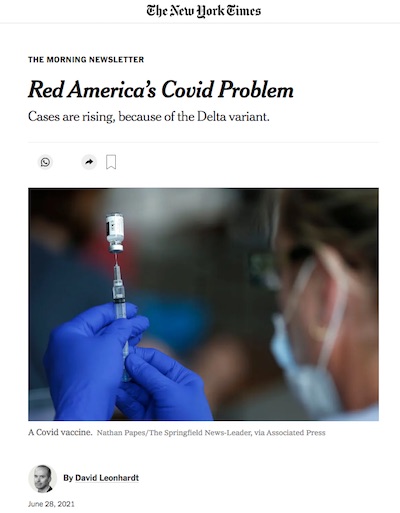 The New York Times
THE MORNING NEWSLETTER
Red America's Covid Problem
Cases are rising, because of the Delta variant.
A Covid vaccine. Nathan Papes/The Springfield News-Leader, via Associated Press
By David Leonhardt
June 28, 2021